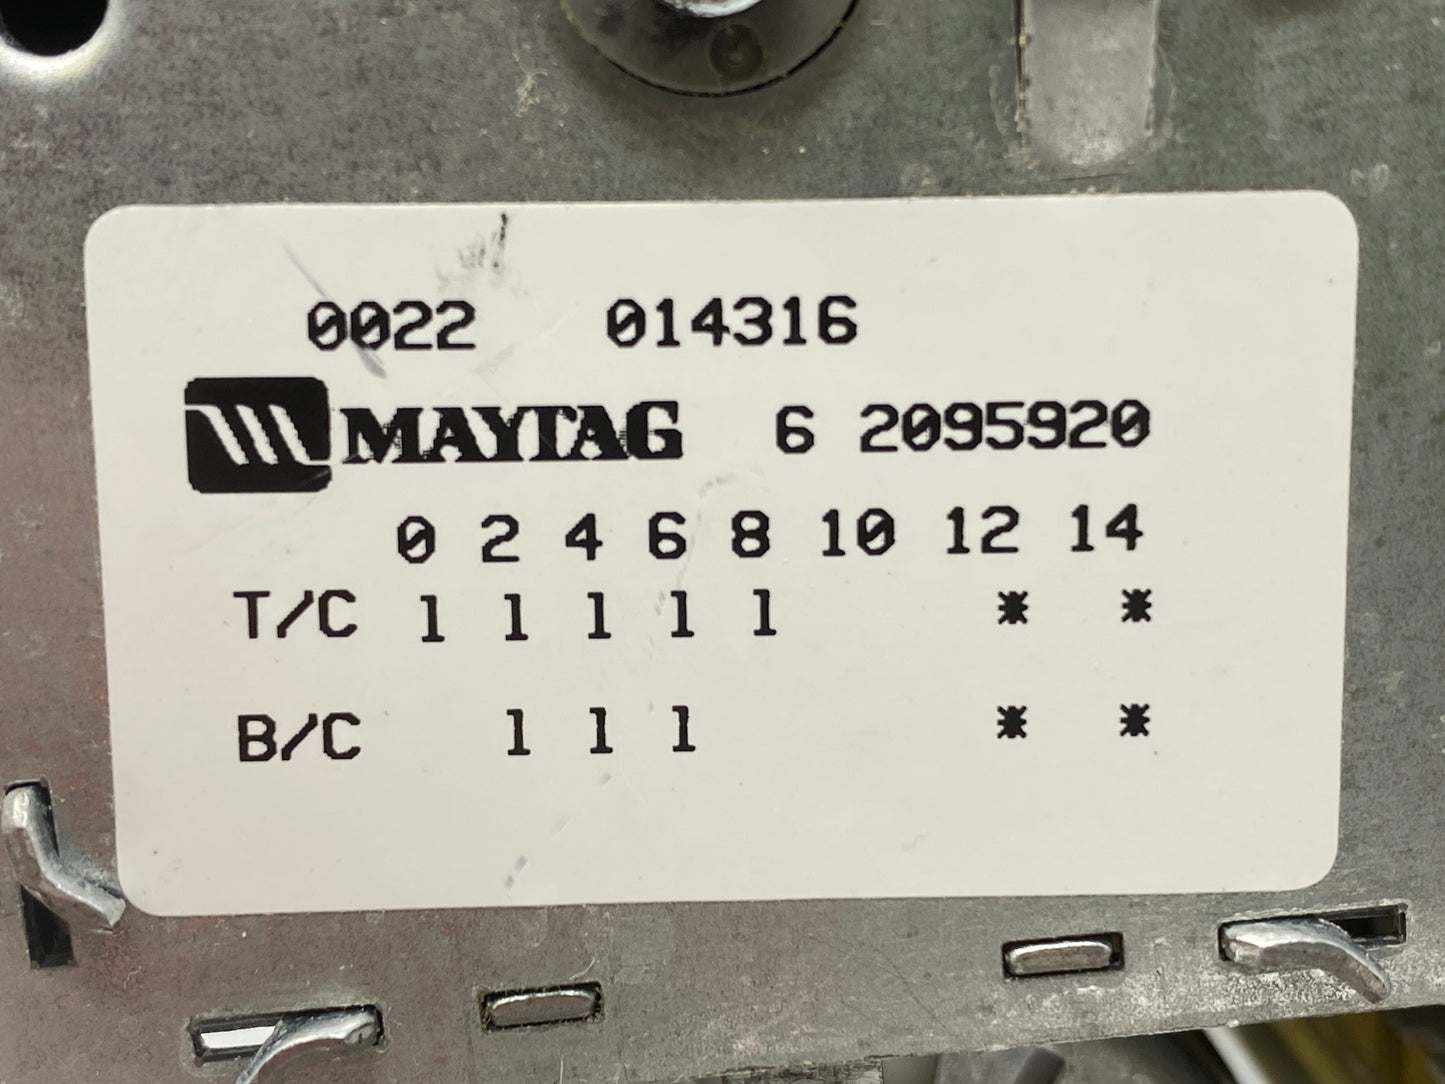 0022 014316
MAYTAG 6 2095920
0 2 4 6 8 10 12 14
T/C 1 1 1 1 1 * *
B/C 1 1 1 * *